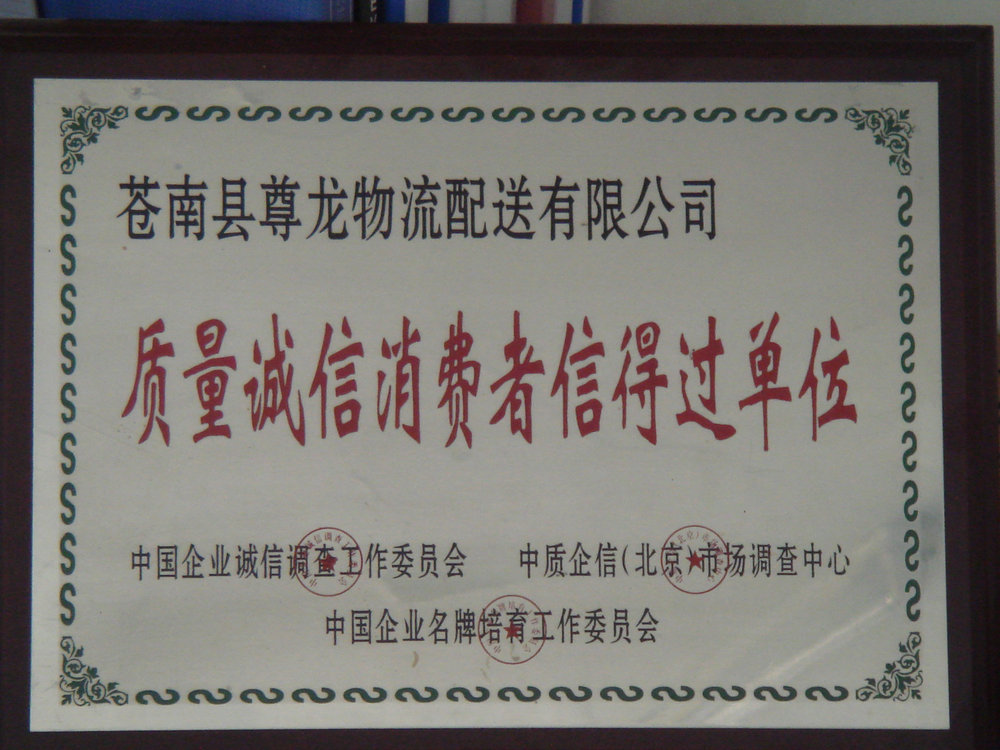 苍南县尊龙物流配送有限公司
质量诚信消费者信得过单位
中国企业诚信调查工作委员会 中质企信(北京)市场调查中心
中国企业名牌培育工作委员会